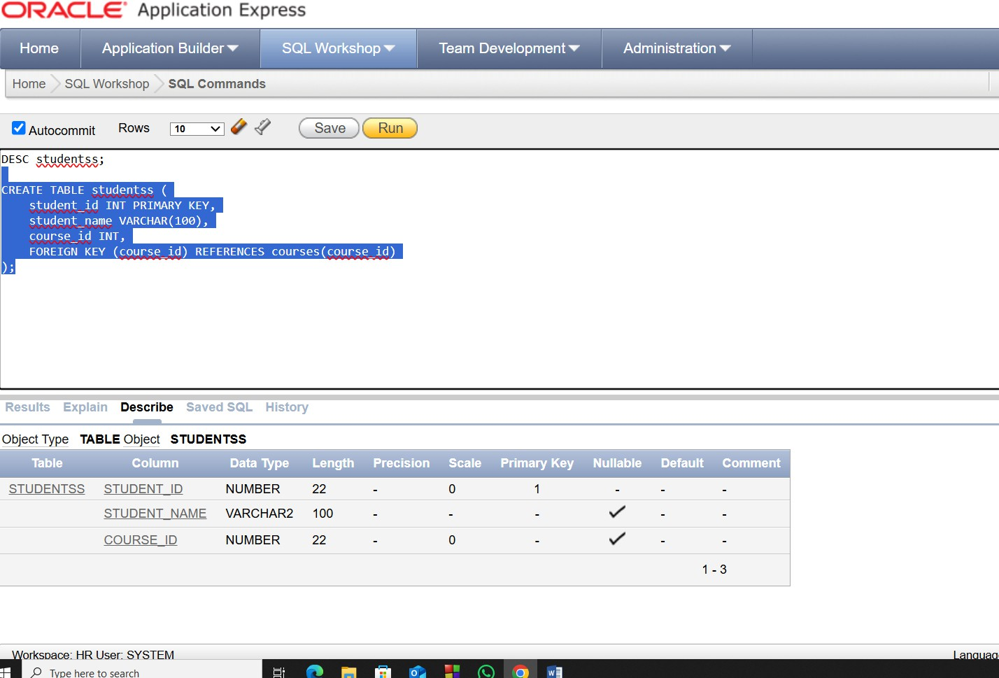 ORACLE® Application Express
Home Application Builder SQL Workshop Team Development Administration
Home SQL Workshop SQL Commands
Autocommit Rows 10 Save Run
DESC studentss;
CREATE TABLE studentss (
student_id INT PRIMARY KEY,
student_name VARCHAR(100),
course_id INT,
FOREIGN KEY (course_id) REFERENCES courses(course_id)
);
Results Explain Describe Saved SQL History
Object Type TABLE Object STUDENTSS
Table Column Data Type Length Precision Scale Primary Key Nullable Default Comment
STUDENTSS STUDENT_ID NUMBER 22 - 0 1 - - -
STUDENT_NAME VARCHAR2 100 - - - - -
COURSE_ID NUMBER 22 - 0 - - -
1 - 3
Workspace: HR User: SYSTEM Languag
Type here to search